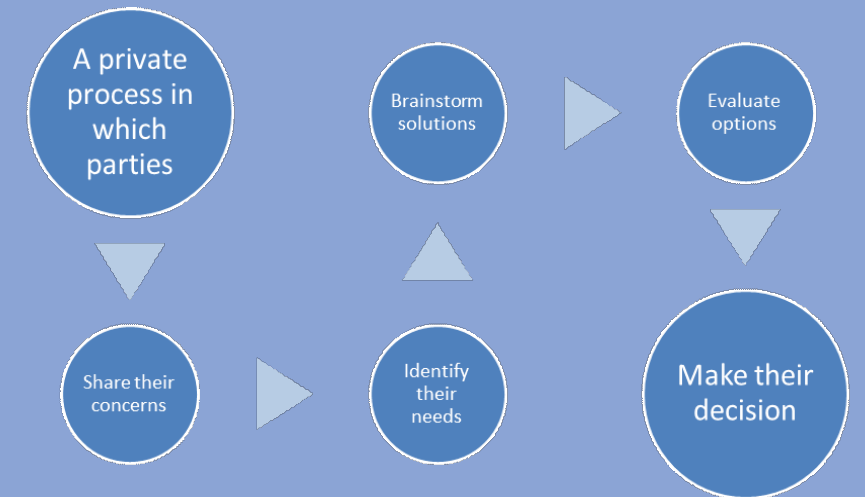 A private
process in
which
parties
Share their
concerns
Identify
their
needs
Brainstorm
solutions
Evaluate
options
Make their
decision